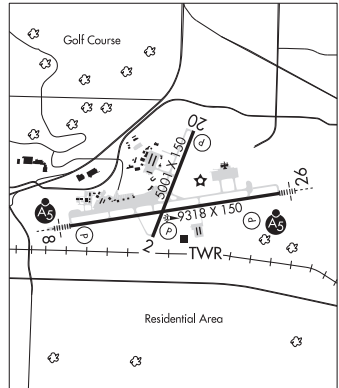 Golf Course
20
P
5001 X 150
26
A5
9318 X 150
P
A5
8
P
2
P
TWR
Residential Area